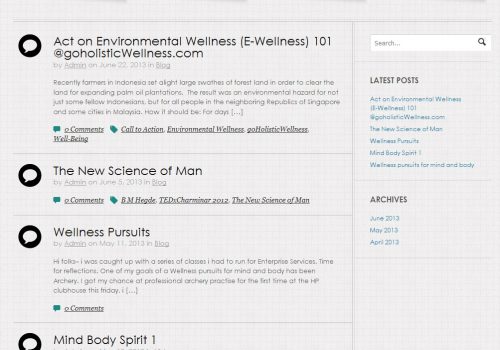 Act on Environmental Wellness (E-Wellness) 101
@goholisticWellness.com
by Admin on June 22, 2013 in Blog
Recently farmers in Indonesia set alight large swathes of forest land in order to clear the
land for expanding palm oil plantations. The result was an environmental hazard for not
just some fellow Indonesians, but for all people in the neighboring Republics of Singapore
and some cities in Malaysia. How it should be: For days [...]
0 Comments Call to Action, Environmental Wellness, goHolisticWellness,
Well-Being
The New Science of Man
by Admin on June 5, 2013 in Blog
0 Comments B M Hegde, TEDxCharminar 2012, The New Science of Man
Wellness Pursuits
by Admin on May 11, 2013 in Blog
Hi folks- i was caught up with a series of classes i had to run for Enterprise Services. Time
for reflections. One of my goals of a Wellness pursuits for mind and body has been
Archery. I got my chance of professional archery practise for the first time at the HP
clubhouse this friday. i [...]
0 Comments
Mind Body Spirit 1
Search...
LATEST POSTS
Act on Environmental Wellness
(E-Wellness) 101
@goholisticWellness.com
The New Science of Man
Wellness Pursuits
Mind Body Spirit 1
Wellness pursuits for mind and body
ARCHIVES
June 2013
May 2013
April 2013